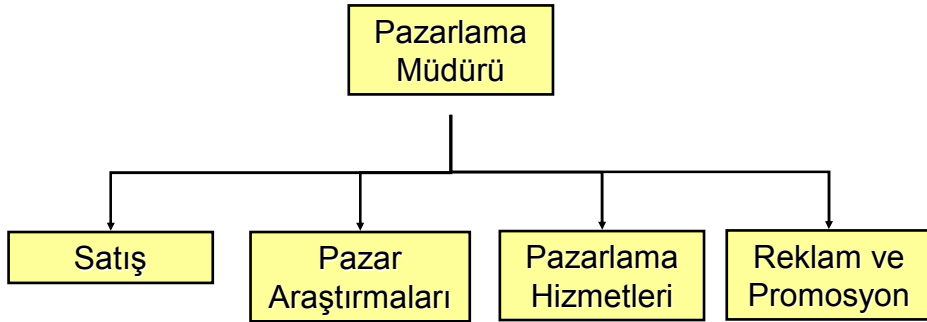 Pazarlama
Müdürü
Satış
Pazar
Araştırmaları
Pazarlama
Hizmetleri
Reklam ve
Promosyon